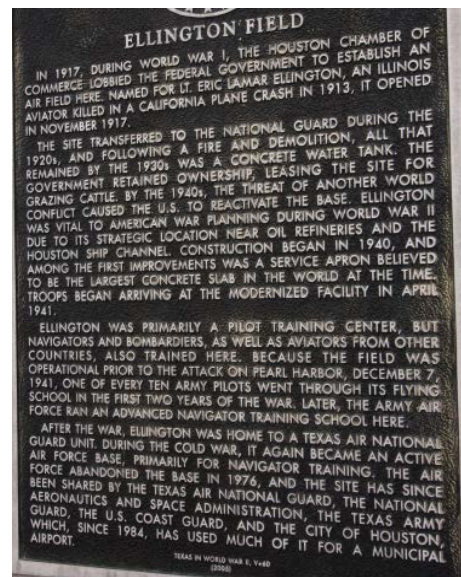 ELLINGTON FIELD
IN 1917, DURING WORLD WAR I, THE HOUSTON CHAMBER OF
COMMERCE LOBBIED THE FEDERAL GOVERNMENT TO ESTABLISH AN
AIR FIELD HERE. NAMED FOR LT. ERIC LAMAR ELLINGTON, AN ILLINOIS
AVIATOR KILLED IN A CALIFORNIA PLANE CRASH IN 1913, IT OPENED
IN NOVEMBER 1917.
THE SITE TRANSFERRED TO THE NATIONAL GUARD DURING THE
1920s, AND FOLLOWING A FIRE AND DEMOLITION, ALL THAT
REMAINED BY THE 1930s WAS A CONCRETE WATER TANK. THE
GOVERNMENT RETAINED OWNERSHIP, LEASING THE SITE FOR
GRAZING CATTLE. BY THE 1940s, THE THREAT OF ANOTHER WORLD
CONFLICT CAUSED THE U.S. TO REACTIVATE THE BASE. ELLINGTON
WAS VITAL TO AMERICAN WAR PLANNING DURING WORLD WAR II
DUE TO ITS STRATEGIC LOCATION NEAR OIL REFINERIES AND THE
HOUSTON SHIP CHANNEL. CONSTRUCTION BEGAN IN 1940, AND
AMONG THE FIRST IMPROVEMENTS WAS A SERVICE APRON BELIEVED
TO BE THE LARGEST CONCRETE SLAB IN THE WORLD AT THE TIME.
TROOPS BEGAN ARRIVING AT THE MODERNIZED FACILITY IN APRIL
1941.
ELLINGTON WAS PRIMARILY A PILOT TRAINING CENTER, BUT
NAVIGATORS AND BOMBARDIERS, AS WELL AS AVIATORS FROM OTHER
COUNTRIES, ALSO TRAINED HERE. BECAUSE THE FIELD WAS
OPERATIONAL PRIOR TO THE ATTACK ON PEARL HARBOR, DECEMBER 7,
1941, ONE OF EVERY TEN ARMY PILOTS WENT THROUGH ITS FLYING
SCHOOL IN THE FIRST TWO YEARS OF THE WAR. LATER, THE ARMY AIR
FORCE RAN AN ADVANCED NAVIGATOR TRAINING SCHOOL HERE.
AFTER THE WAR, ELLINGTON WAS HOME TO A TEXAS AIR NATIONAL
GUARD UNIT. DURING THE COLD WAR, IT AGAIN BECAME AN ACTIVE
AIR FORCE BASE, PRIMARILY FOR NAVIGATOR TRAINING. THE AIR
FORCE ABANDONED THE BASE IN 1976, AND THE SITE HAS SINCE
BEEN SHARED BY THE TEXAS AIR NATIONAL GUARD, THE NATIONAL
AERONAUTICS AND SPACE ADMINISTRATION, THE TEXAS ARMY
GUARD, THE U.S. COAST GUARD, AND THE CITY OF HOUSTON,
WHICH, SINCE 1984, HAS USED MUCH OF IT FOR A MUNICIPAL
AIRPORT.
TEXAS IN WORLD WAR II, V=60
(2005)